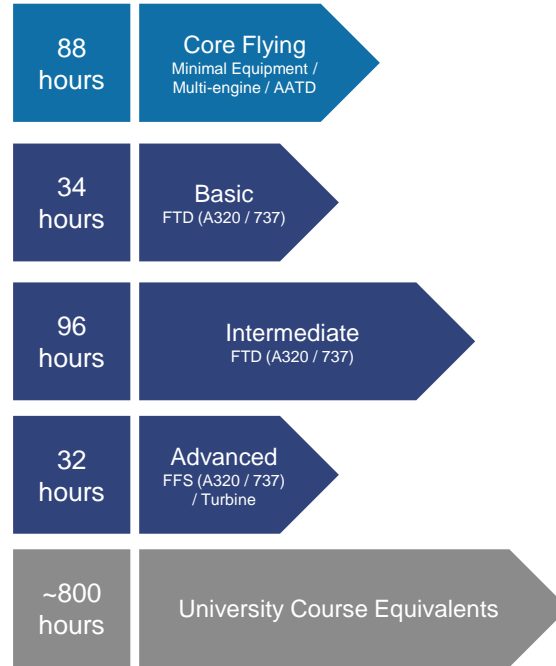 88
hours
Core Flying
Minimal Equipment /
Multi-engine / AATD
34
hours
Basic
FTD (A320 / 737)
96
hours
Intermediate
FTD (A320 / 737)
32
hours
Advanced
FFS (A320 / 737)
/ Turbine
~800
hours
University Course Equivalents